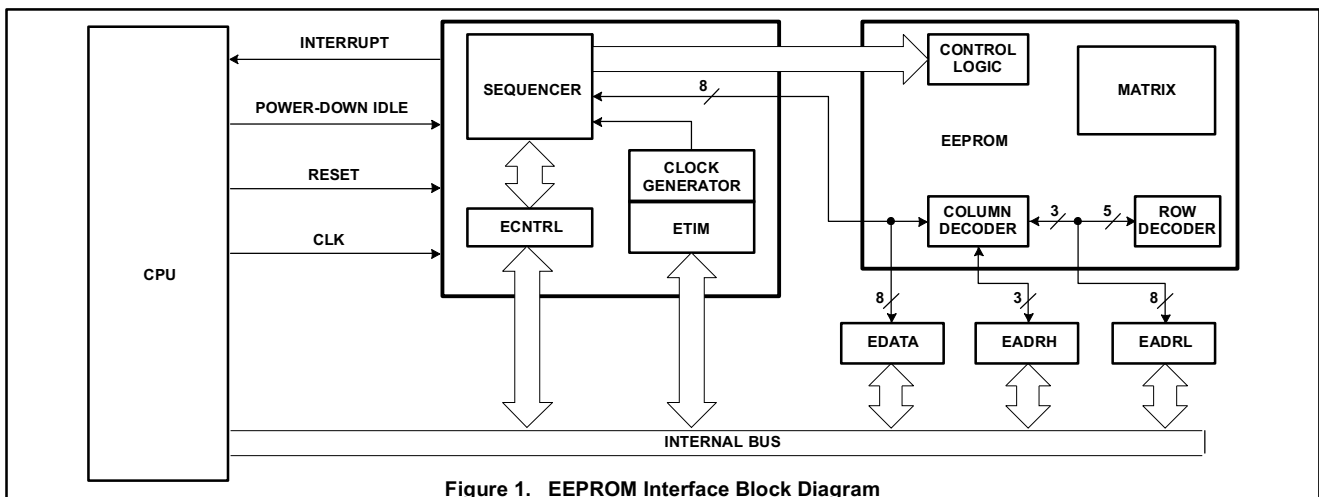 INTERRUPT
POWER-DOWN IDLE
RESET
CLK
CPU
SEQUENCER
8
CLOCK
GENERATOR
ECNTRL
ETIM
CONTROL
LOGIC
MATRIX
EEPROM
COLUMN
DECODER
3
5
ROW
DECODER
8
3
8
EDATA
EADRH
EADRL
INTERNAL BUS
Figure 1. EEPROM Interface Block Diagram